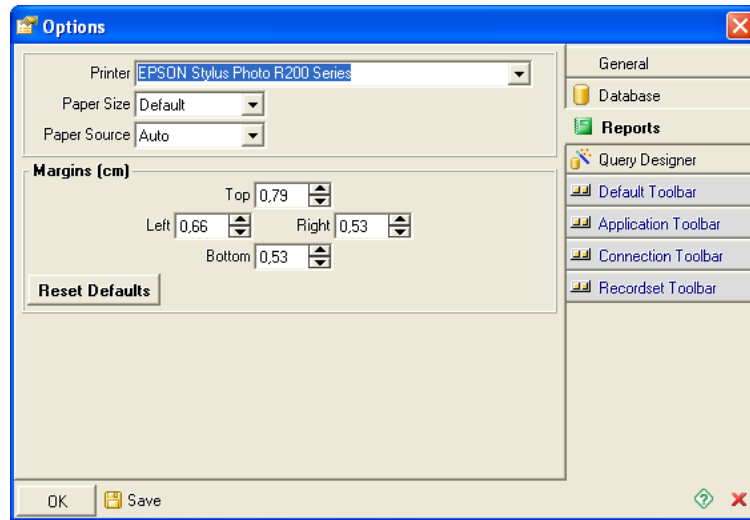 Options
Printer EPSON Stylus Photo R200 Series
Paper Size Default
Paper Source Auto
Margins (cm)
Top 0,79
Left 0,66 Right 0,53
Bottom 0,53
Reset Defaults
General
Database
Reports
Query Designer
Default Toolbar
Application Toolbar
Connection Toolbar
Recordset Toolbar
OK Save